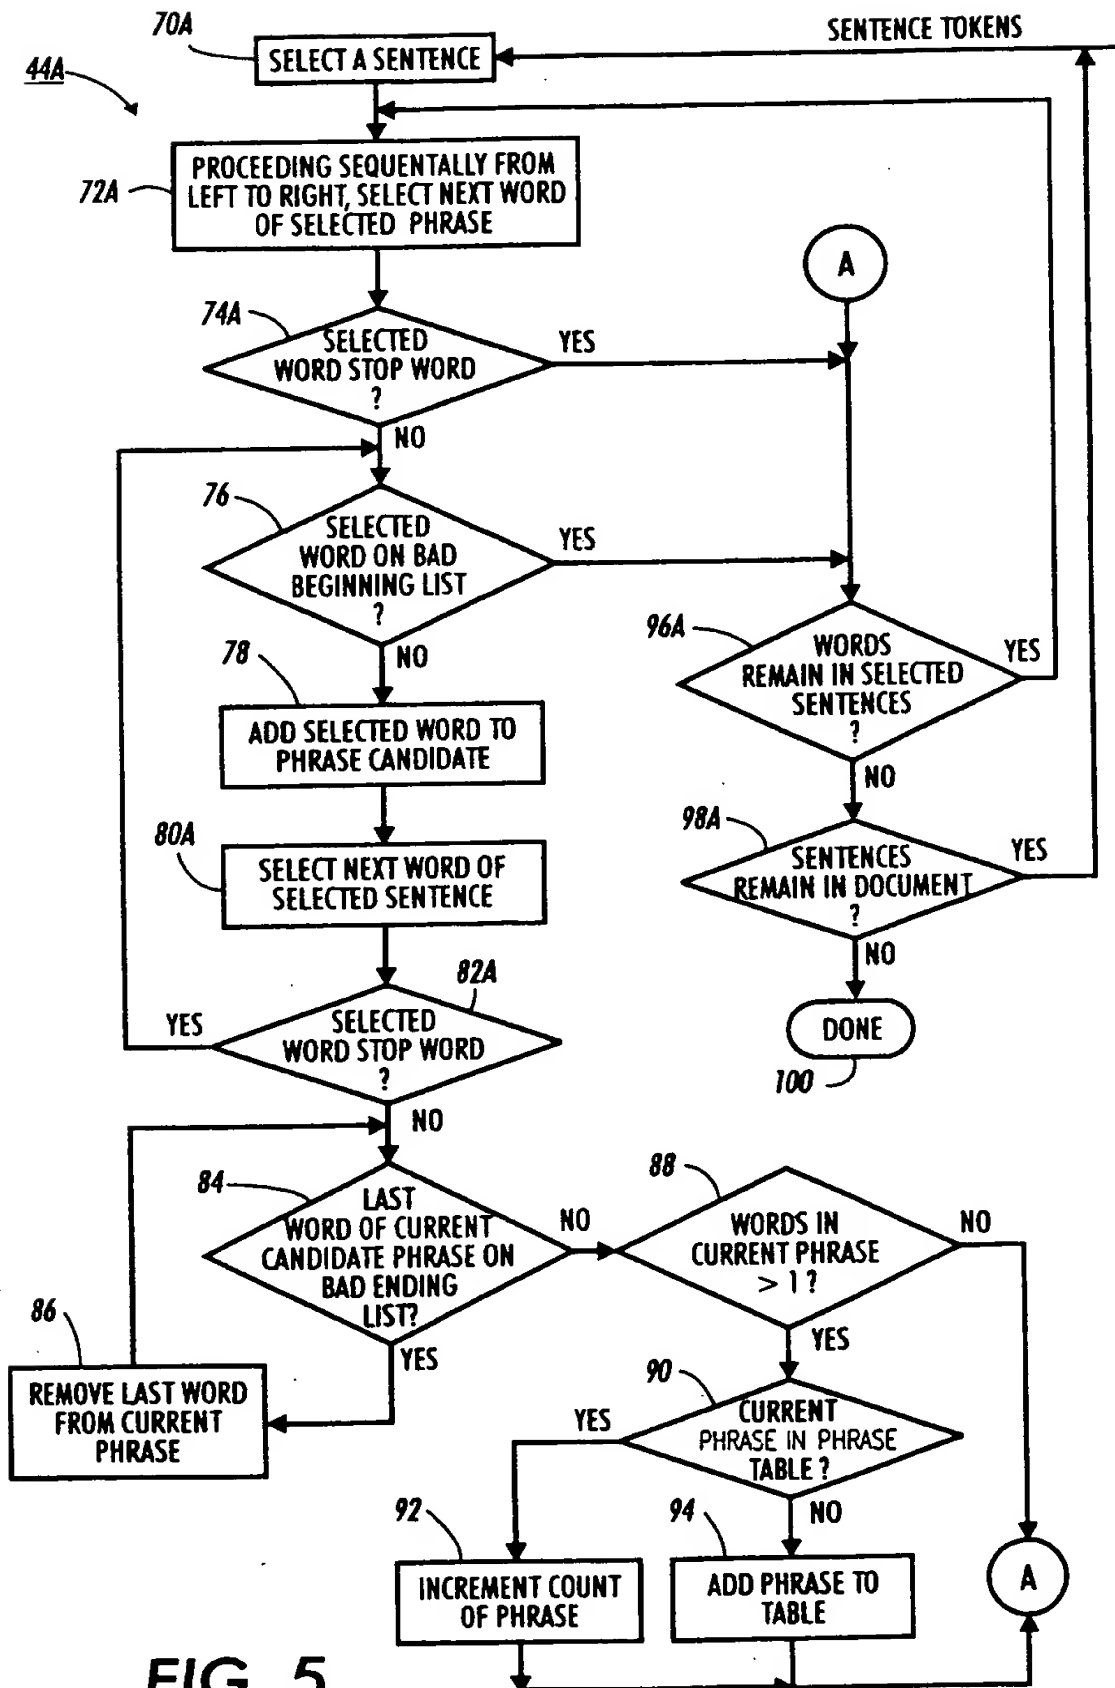 70A
SENTENCE TOKENS
SELECT A SENTENCE
44A
PROCEEDING SEQUENTALLY FROM
LEFT TO RIGHT, SELECT NEXT WORD
OF SELECTED PHRASE
72A
A
74A
SELECTED
WORD STOP WORD
?
YES
NO
76
SELECTED
WORD ON BAD
BEGINNING LIST
?
YES
NO
96A
WORDS
REMAIN IN SELECTED
SENTENCES
?
YES
NO
78
ADD SELECTED WORD TO
PHRASE CANDIDATE
98A
SENTENCES
REMAIN IN DOCUMENT
?
YES
NO
80A
SELECT NEXT WORD OF
SELECTED SENTENCE
DONE
100
82A
SELECTED
WORD STOP WORD
?
YES
NO
84
LAST
WORD OF CURRENT
CANDIDATE PHRASE ON
BAD ENDING
LIST?
NO
YES
88
WORDS IN
CURRENT PHRASE
> 1 ?
NO
YES
86
REMOVE LAST WORD
FROM CURRENT
PHRASE
90
CURRENT
PHRASE IN PHRASE
TABLE ?
YES
NO
92
INCREMENT COUNT
OF PHRASE
94
ADD PHRASE TO
TABLE
A
FIG. 5